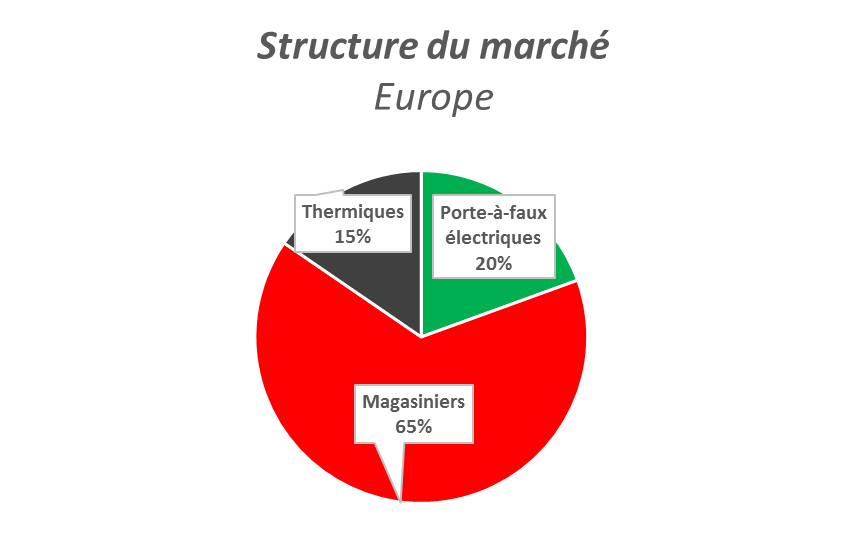 Structure du marché
Europe
Thermiques
15%
Porte-à-faux
électriques
20%
Magasiniers
65%